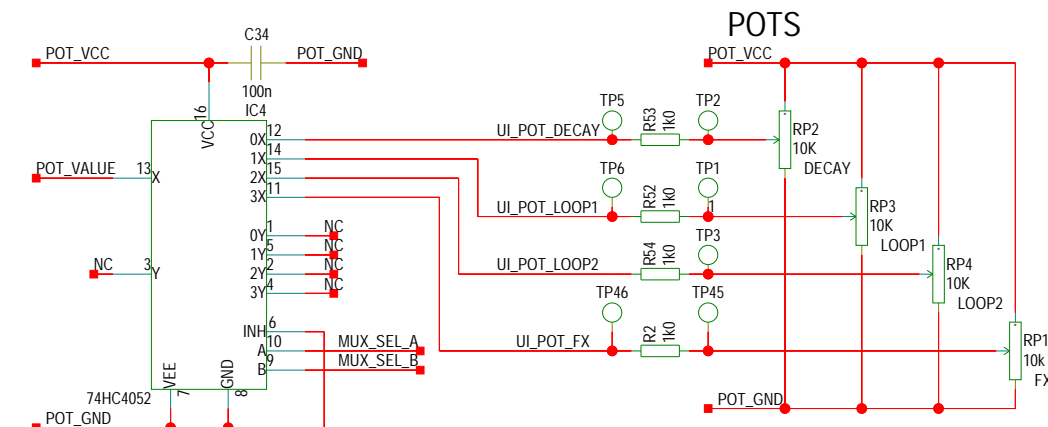 POTS
C34
POT_VCC
POT_GND
POT_VCC
100n
IC4
16
VCC
0X 12
1X 14
2X 15
3X 11
UI_POT_DECAY
TP5
R53
1k0
TP2
RP2
10K
DECAY
POT_VALUE
13
X
UI_POT_LOOP1
TP6
R52
1k0
TP1
1
RP3
10K
LOOP1
0Y 1 NC
1Y 5 NC
2Y 2 NC
3Y 4 NC
NC
3
Y
UI_POT_LOOP2
R54
1k0
TP3
RP4
10K
LOOP2
TP46
TP45
INH 6
A 10 MUX_SEL_A
B 9 MUX_SEL_B
UI_POT_FX
R2
1k0
RP1
10k
FX
VEE
7
GND
8
74HC4052
POT_GND
POT_GND